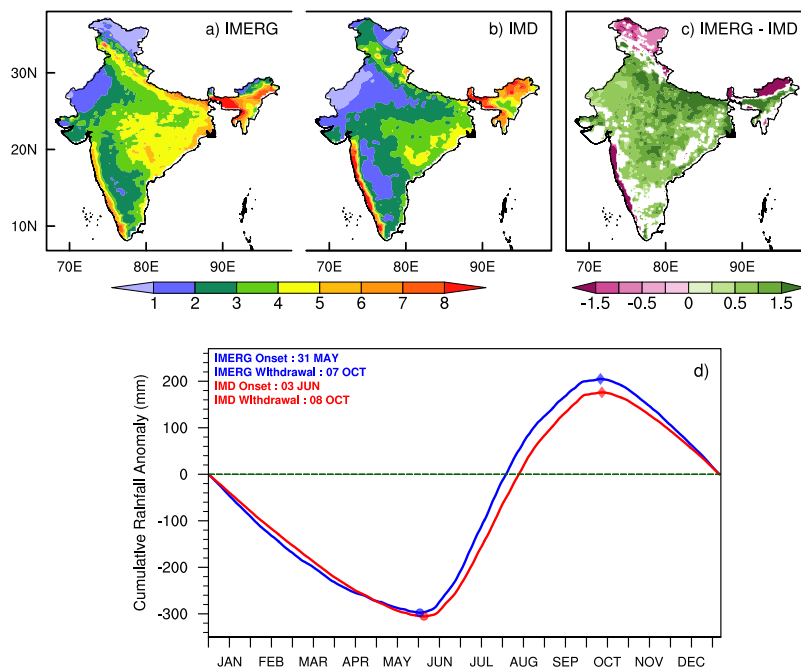 a) IMERG
b) IMD
c) IMERG - IMD
30N
20N
10N
70E 80E 90E
70E 80E 90E
70E 80E 90E
1 2 3 4 5 6 7 8
-1.5 -0.5 0 0.5 1.5
IMERG Onset : 31 MAY
IMERG WIthdrawal : 07 OCT
IMD Onset : 03 JUN
IMD WIthdrawal : 08 OCT
d)
Cumulative Rainfall Anomaly (mm)
200
100
0
-100
-200
-300
JAN FEB MAR APR MAY JUN JUL AUG SEP OCT NOV DEC